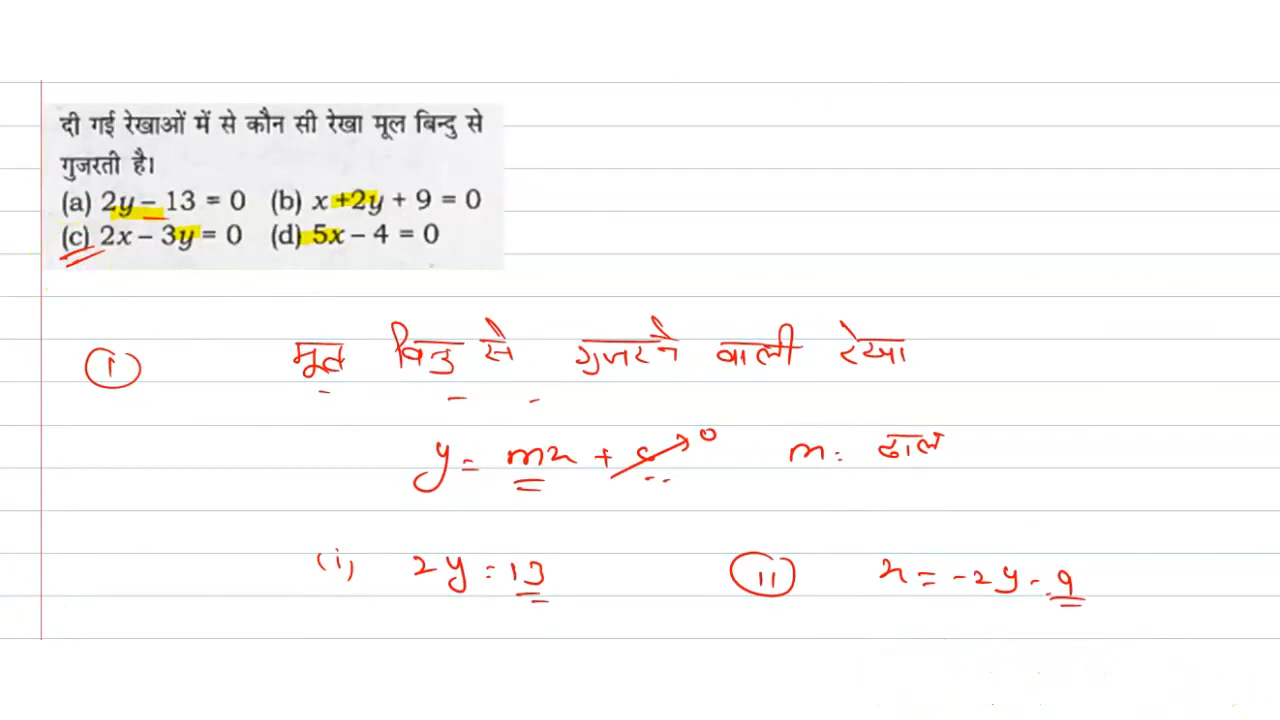 दी गई रेखाओं में से कौन सी रेखा मूल बिन्दु से
गुजरती है।
(a) 2y – 13 = 0 (b) x +2y + 9 = 0
(c) 2x – 3y = 0 (d) 5x – 4 = 0
(1) मूल बिन्दु से गुजरने वाली रेखा
y = mx + c → 0 m = ढाल
(i) 2y = 13 (ii) x = -2y - 9